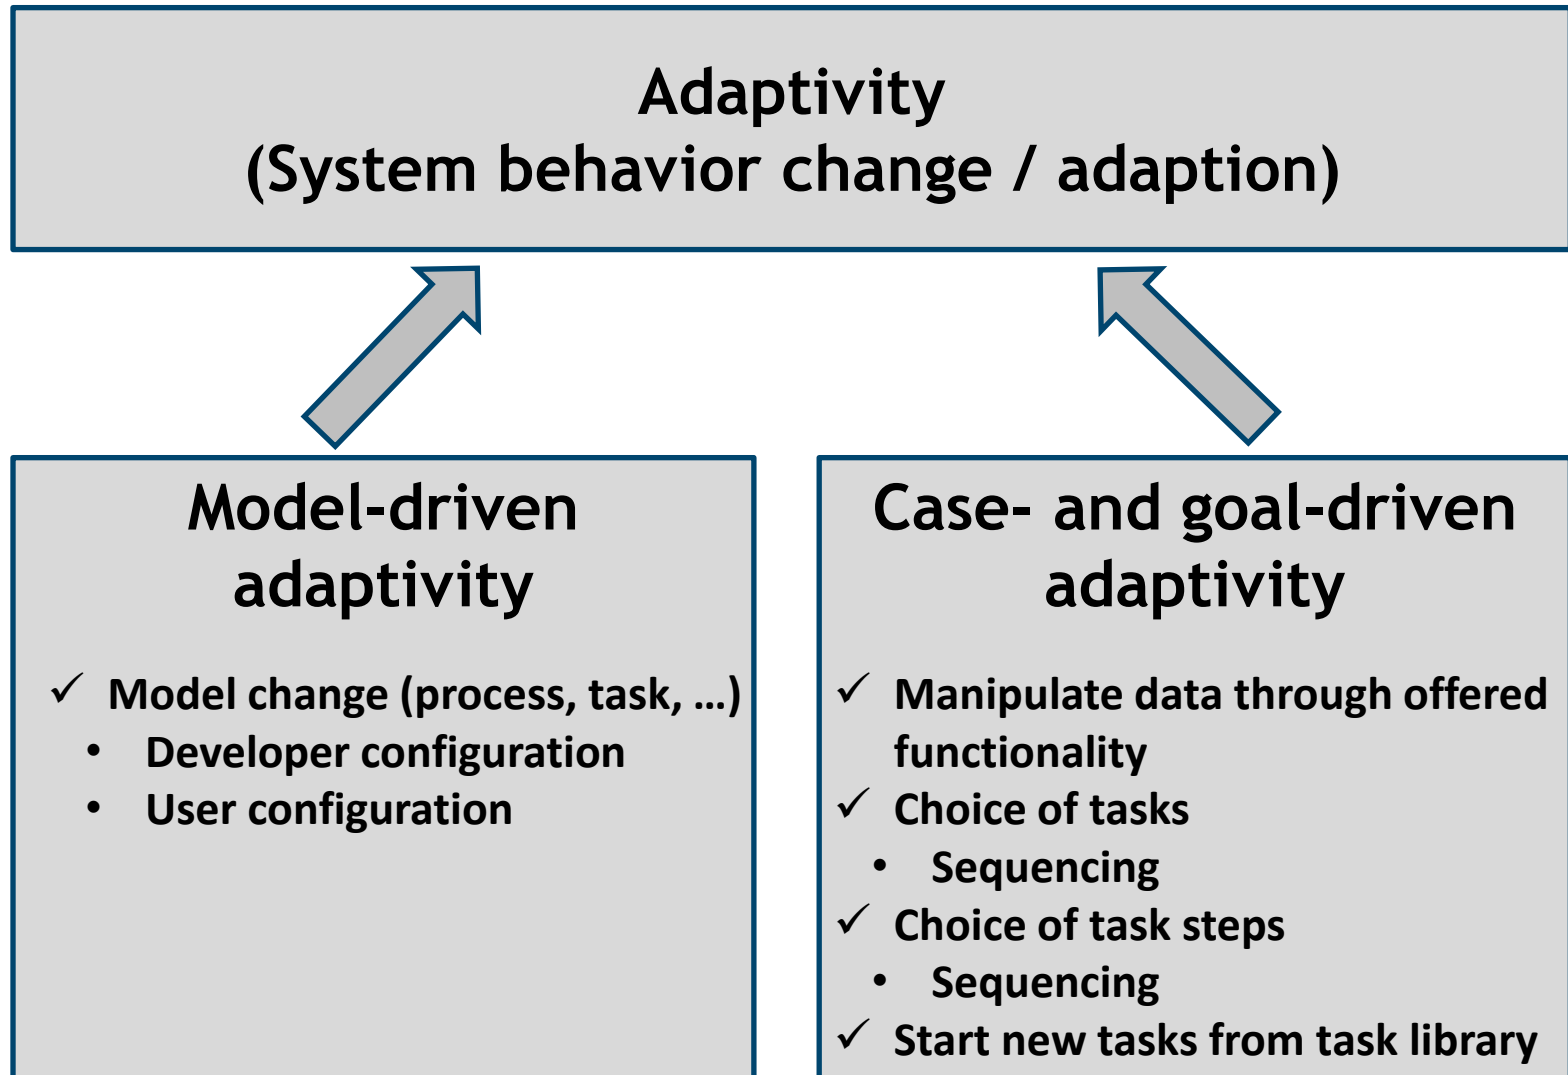 Adaptivity
(System behavior change / adaption)
Model-driven
adaptivity
✓ Model change (process, task, ...)
• Developer configuration
• User configuration
Case- and goal-driven
adaptivity
✓ Manipulate data through offered
functionality
✓ Choice of tasks
• Sequencing
✓ Choice of task steps
• Sequencing
✓ Start new tasks from task library